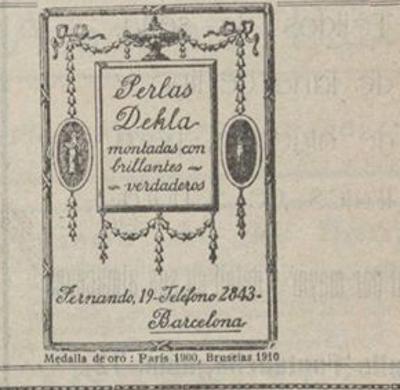 Perlas
Dekla
montadas con
brillantes ~
~ verdaderos
Fernando, 19-Teléfono 2843-
Barcelona
Medalla de oro : París 1900, Bruselas 1910